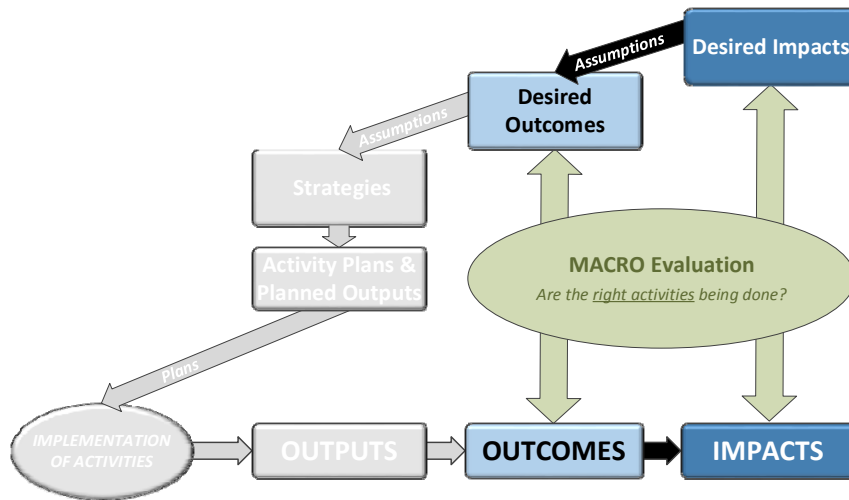 Desired Impacts
Assumptions
Desired
Outcomes
Assumptions
Strategies
Activity Plans &
Planned Outputs
MACRO Evaluation
Are the right activities being done?
Plans
IMPLEMENTATION
OF ACTIVITIES
OUTPUTS
OUTCOMES
IMPACTS